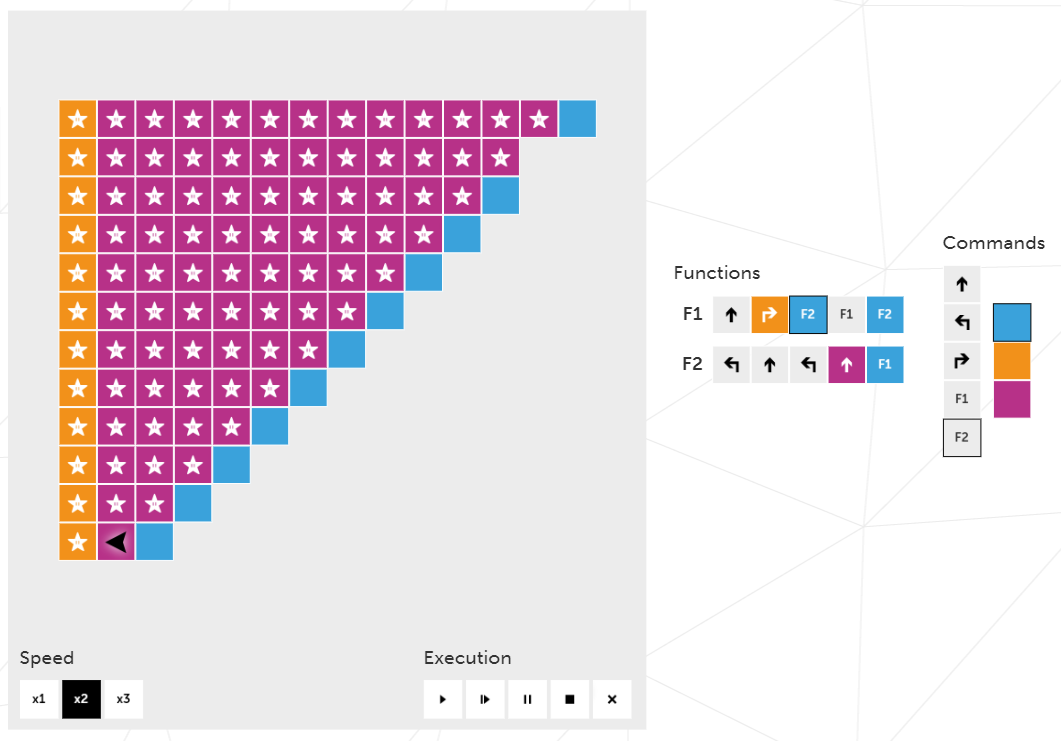 Commands
Functions
F1 F2 F1 F2
F2 F1
F1
F2
Speed
Execution
x1 x2 x3